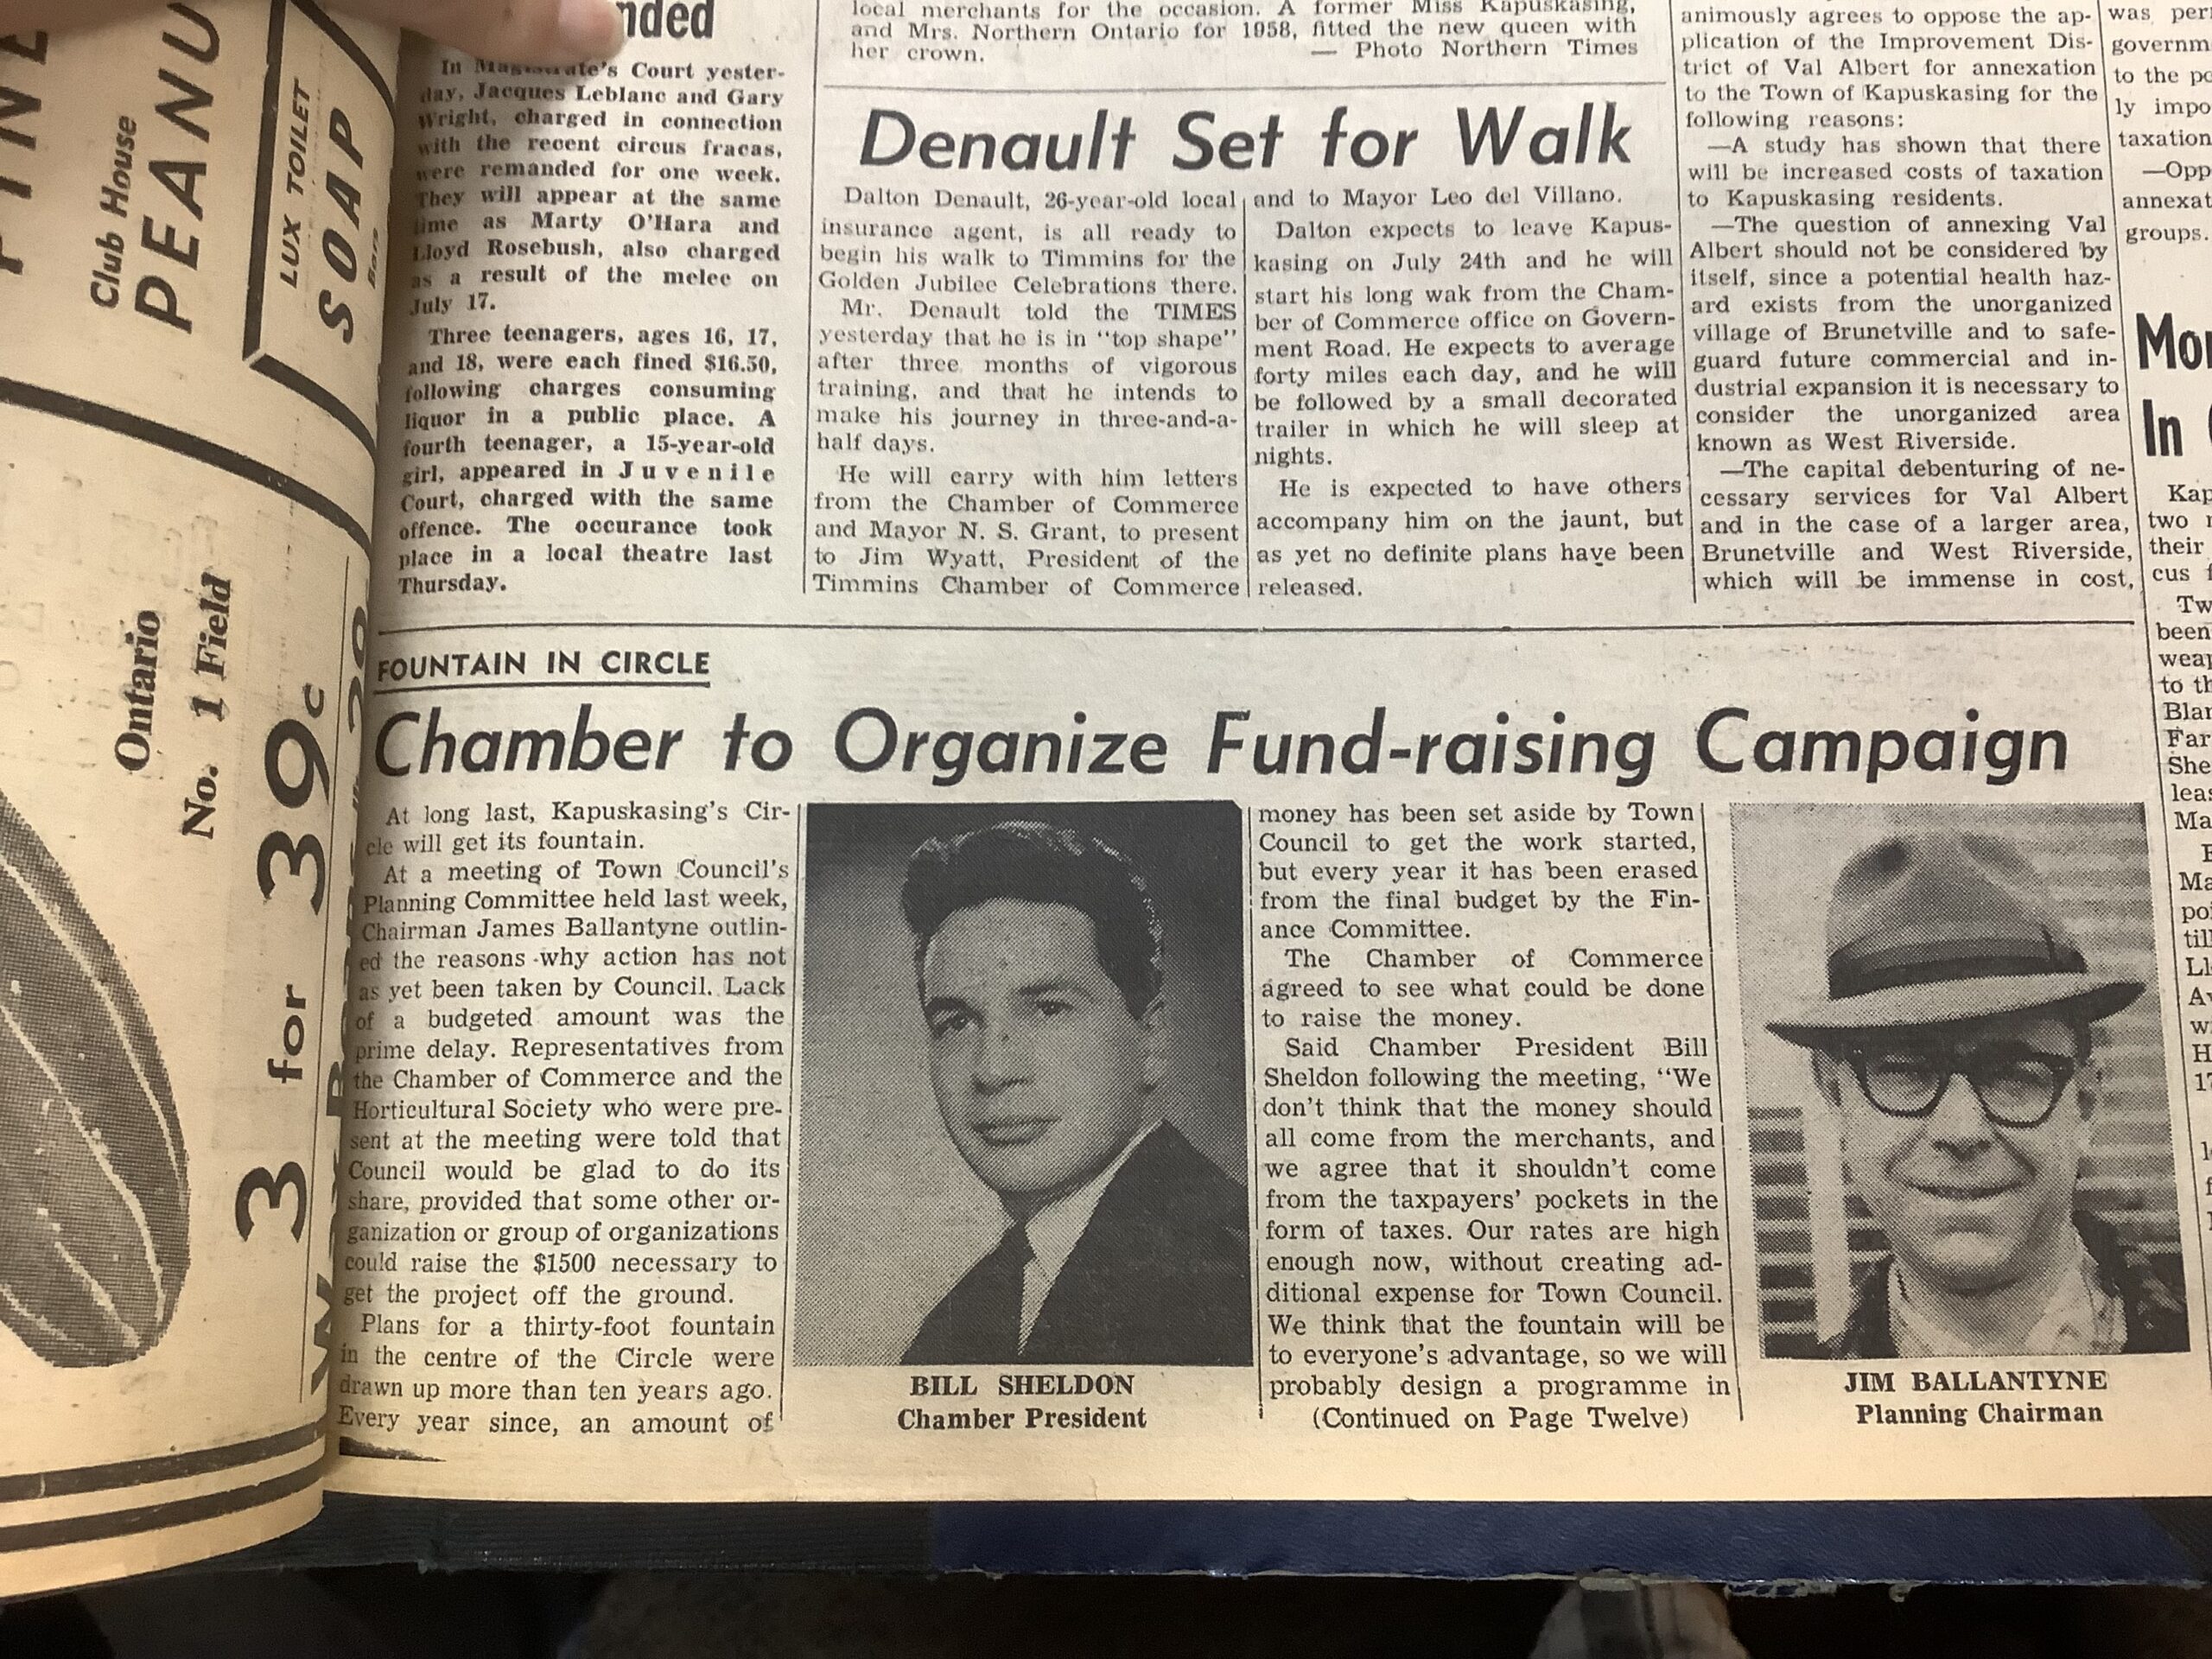 PEANU
Club House
LUX TOILET
SOAP
Bars
Ontario
No. 1 Field
3 for 39c
nded
In Magistrate's Court yester-
day, Jacques Leblanc and Gary
Wright, charged in connection
with the recent circus fracas,
were remanded for one week.
They will appear at the same
time as Marty O'Hara and
Lloyd Rosebush, also charged
as a result of the melee on
July 17.
Three teenagers, ages 16, 17,
and 18, were each fined $16.50,
following charges consuming
liquor in a public place. A
fourth teenager, a 15-year-old
girl, appeared in Juvenile
Court, charged with the same
offence. The occurance took
place in a local theatre last
Thursday.
local merchants for the occasion. A former Miss Kapuskasing,
and Mrs. Northern Ontario for 1958, fitted the new queen with
her crown. — Photo Northern Times
Denault Set for Walk
Dalton Denault, 26-year-old local
insurance agent, is all ready to
begin his walk to Timmins for the
Golden Jubilee Celebrations there.
Mr. Denault told the TIMES
yesterday that he is in "top shape"
after three months of vigorous
training, and that he intends to
make his journey in three-and-a-
half days.
He will carry with him letters
from the Chamber of Commerce
and Mayor N. S. Grant, to present
to Jim Wyatt, President of the
Timmins Chamber of Commerce
and to Mayor Leo del Villano.
Dalton expects to leave Kapus-
kasing on July 24th and he will
start his long wak from the Cham-
ber of Commerce office on Govern-
ment Road. He expects to average
forty miles each day, and he will
be followed by a small decorated
trailer in which he will sleep at
nights.
He is expected to have others
accompany him on the jaunt, but
as yet no definite plans have been
released.
animously agrees to oppose the ap-
plication of the Improvement Dis-
trict of Val Albert for annexation
to the Town of Kapuskasing for the
following reasons:
—A study has shown that there
will be increased costs of taxation
to Kapuskasing residents.
—The question of annexing Val
Albert should not be considered by
itself, since a potential health haz-
ard exists from the unorganized
village of Brunetville and to safe-
guard future commercial and in-
dustrial expansion it is necessary to
consider the unorganized area
known as West Riverside.
—The capital debenturing of ne-
cessary services for Val Albert
and in the case of a larger area,
Brunetville and West Riverside,
which will be immense in cost,
was per
governm
to the po
ly impo
taxation
—Opp
annexat
groups.
Mor
In
Kap
two
their
cus f
Tw
been
weap
to th
Blan
Far
She
leas
Ma
FOUNTAIN IN CIRCLE
Chamber to Organize Fund-raising Campaign
At long last, Kapuskasing's Cir-
cle will get its fountain.
At a meeting of Town Council's
Planning Committee held last week,
Chairman James Ballantyne outlin-
ed the reasons why action has not
as yet been taken by Council. Lack
of a budgeted amount was the
prime delay. Representatives from
the Chamber of Commerce and the
Horticultural Society who were pre-
sent at the meeting were told that
Council would be glad to do its
share, provided that some other or-
ganization or group of organizations
could raise the $1500 necessary to
get the project off the ground.
Plans for a thirty-foot fountain
in the centre of the Circle were
drawn up more than ten years ago.
Every year since, an amount of
BILL SHELDON
Chamber President
money has been set aside by Town
Council to get the work started,
but every year it has been erased
from the final budget by the Fin-
ance Committee.
The Chamber of Commerce
agreed to see what could be done
to raise the money.
Said Chamber President Bill
Sheldon following the meeting, "We
don't think that the money should
all come from the merchants, and
we agree that it shouldn't come
from the taxpayers' pockets in the
form of taxes. Our rates are high
enough now, without creating ad-
ditional expense for Town Council.
We think that the fountain will be
to everyone's advantage, so we will
probably design a programme in
(Continued on Page Twelve)
JIM BALLANTYNE
Planning Chairman